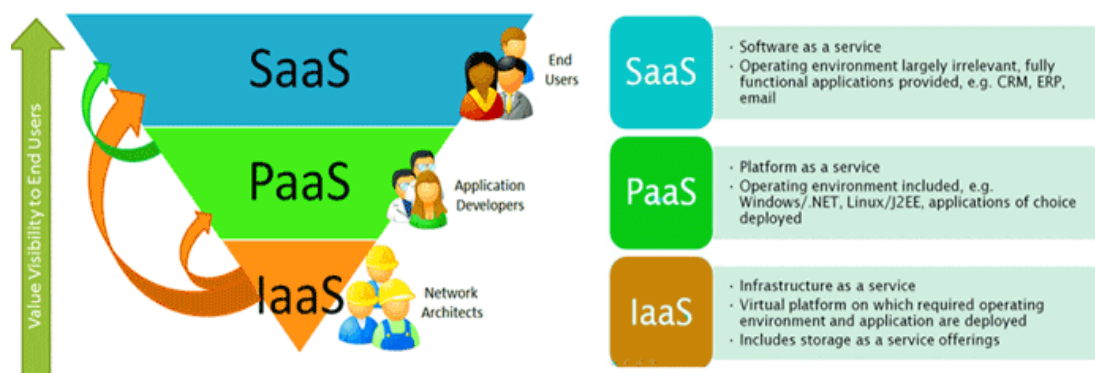 Value Visibility to End Users
SaaS
End
Users
PaaS
Application
Developers
IaaS
Network
Architects
SaaS
• Software as a service
• Operating environment largely irrelevant, fully
functional applications provided, e.g. CRM, ERP,
email
PaaS
• Platform as a service
• Operating environment included, e.g.
Windows/.NET, Linux/J2EE, applications of choice
deployed
IaaS
• Infrastructure as a service
• Virtual platform on which required operating
environment and application are deployed
• Includes storage as a service offerings